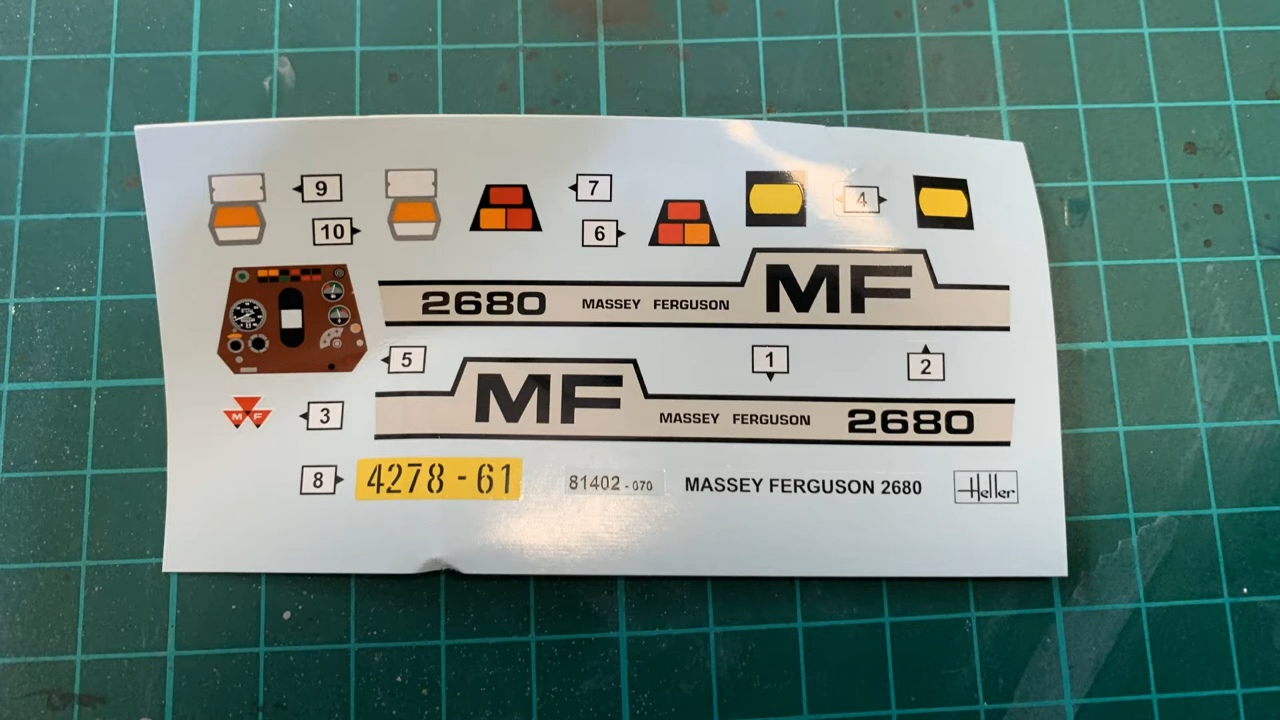 9
7
4
10
6
2680 MASSEY FERGUSON MF
5
1
2
MF MASSEY FERGUSON 2680
3
M F
8
4278 - 61
81402 - 070
MASSEY FERGUSON 2680
Heller